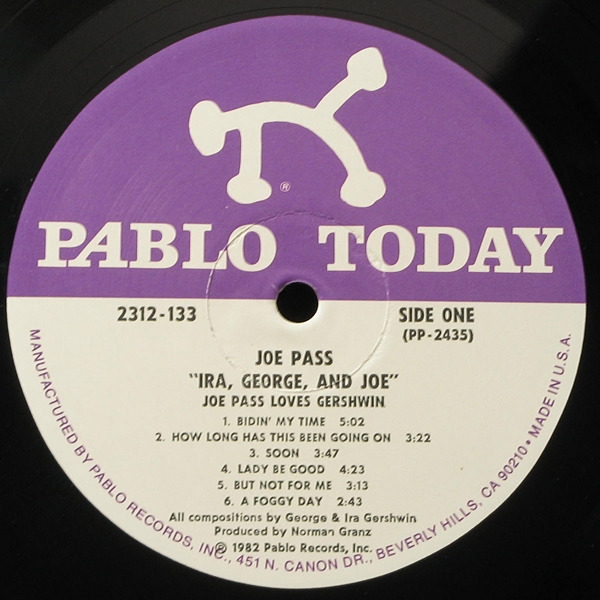 ®
PABLO TODAY
2312-133
SIDE ONE
(PP-2435)
JOE PASS
"IRA, GEORGE, AND JOE"
JOE PASS LOVES GERSHWIN
1. BIDIN' MY TIME 5:02
2. HOW LONG HAS THIS BEEN GOING ON 3:22
3. SOON 3:47
4. LADY BE GOOD 4:23
5. BUT NOT FOR ME 3:13
6. A FOGGY DAY 2:43
All compositions by George & Ira Gershwin
Produced by Norman Granz
℗ 1982 Pablo Records, Inc.
MANUFACTURED BY PABLO RECORDS, INC., 451 N. CANON DR., BEVERLY HILLS, CA 90210 • MADE IN U.S.A.